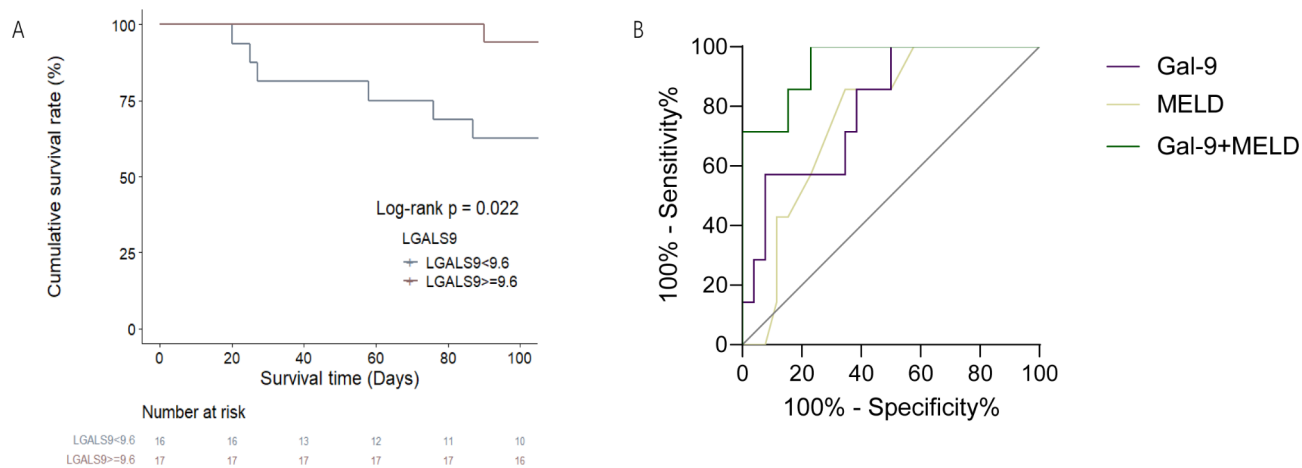 A
Cumulative survival rate (%)
100
75
50
25
0
Log-rank p = 0.022
LGALS9
LGALS9<9.6
LGALS9>=9.6
0 20 40 60 80 100
Survival time (Days)
Number at risk
LGALS9<9.6 16 16 13 12 11 10
LGALS9>=9.6 17 17 17 17 17 16
B
100% - Sensitivity%
100
80
60
40
20
0
0 20 40 60 80 100
100% - Specificity%
Gal-9
MELD
Gal-9+MELD